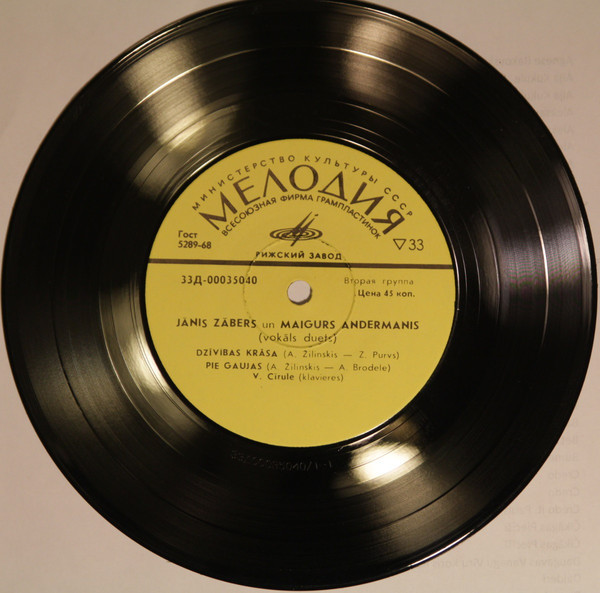 МИНИСТЕРСТВО КУЛЬТУРЫ СССР
МЕЛОДИЯ
ВСЕСОЮЗНАЯ ФИРМА ГРАМПЛАСТИНОК
Гост
5289-68
33
РИЖСКИЙ ЗАВОД
33Д-00035040
Вторая группа
Цена 45 коп.
JĀNIS ZĀBERS un MAIGURS ANDERMANIS
(vokāls duets)
DZĪVIBAS KRĀSA (A. Žilinskis — Z. Purvs)
PIE GAUJAS (A. Žilinskis — A. Brodele)
V. Cirule (klavieres)